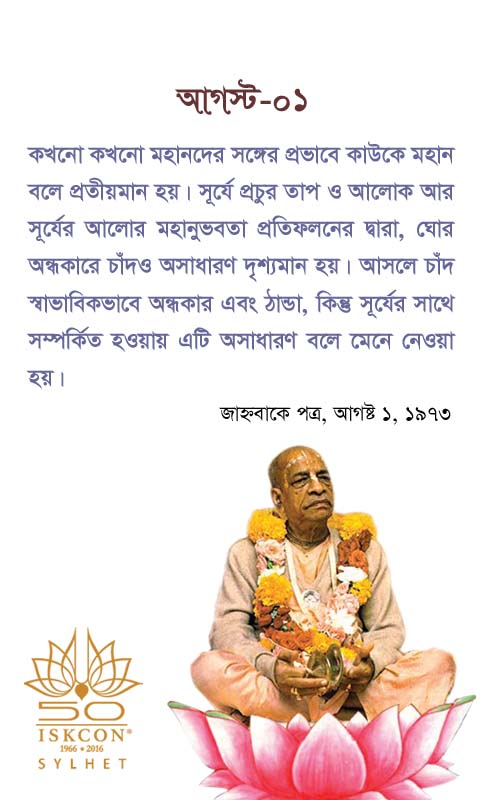 আগস্ট-০১
কখনো কখনো মহানদের সঙ্গের প্রভাবে কাউকে মহান
বলে প্রতীয়মান হয়। সূর্যে প্রচুর তাপ ও আলোক আর
সূর্যের আলোর মহানুভবতা প্রতিফলনের দ্বারা, ঘোর
অন্ধকারে চাঁদও অসাধারণ দৃশ্যমান হয়। আসলে চাঁদ
স্বাভাবিকভাবে অন্ধকার এবং ঠান্ডা, কিন্তু সূর্যের সাথে
সম্পর্কিত হওয়ায় এটি অসাধারণ বলে মেনে নেওয়া
হয়।
জাহ্নবাকে পত্র, আগষ্ট ১, ১৯৭৩
50
ISKCON®
1966 • 2016
SYLHET